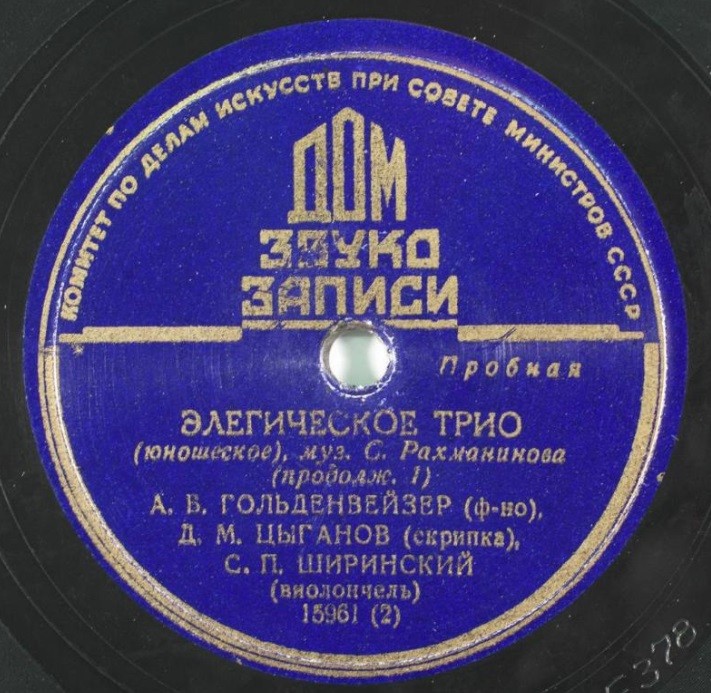 КОМИТЕТ ПО ДЕЛАМ ИСКУССТВ ПРИ СОВЕТЕ МИНИСТРОВ СССР
ДОМ
ЗВУКО
ЗАПИСИ
Пробная
ЭЛЕГИЧЕСКОЕ ТРИО
(юношеское), муз. С. Рахманинова
(продолж. 1)
А. Б. ГОЛЬДЕНВЕЙЗЕР (ф-но),
Д. М. ЦЫГАНОВ (скрипка),
С. П. ШИРИНСКИЙ
(виолончель)
15961 (2)
5378